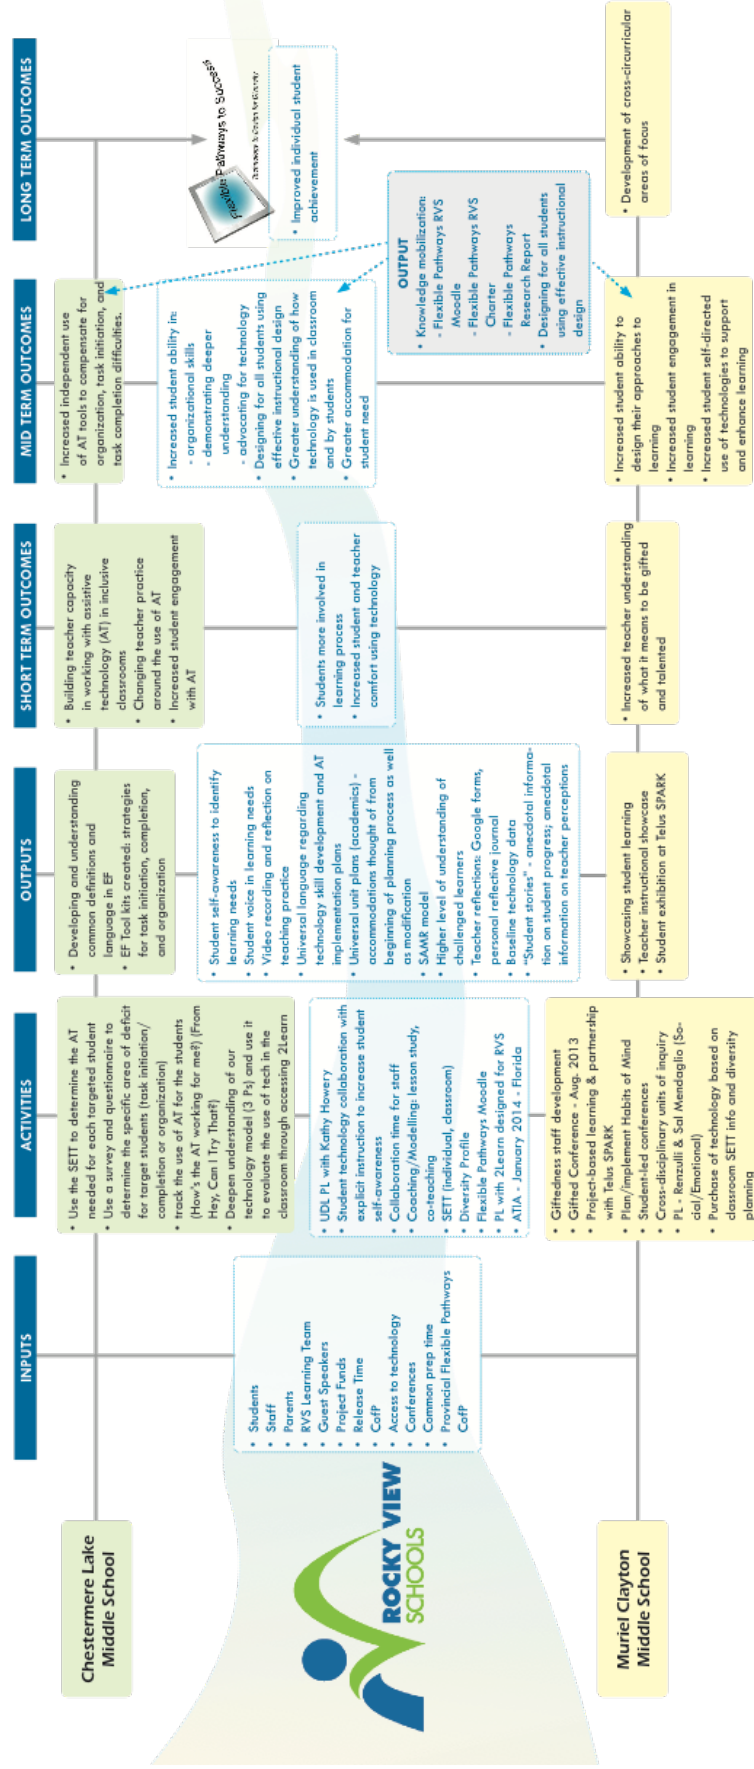 Chestermere Lake
Middle School
ROCKY VIEW
SCHOOLS
Muriel Clayton
Middle School
INPUTS
• Students
• Staff
• Parents
• RVS Learning Team
• Guest Speakers
• Project Funds
• Release Time
• CofP
• Access to technology
• Conferences
• Common prep time
• Provincial Flexible Pathways
CofP
ACTIVITIES
• Use the SETT to determine the AT
needed for each targeted student
• Use a survey and questionnaire to
determine the specific area of deficit
for target students (task initiation/
completion or organization)
• track the use of AT for the students
(How's the AT working for me?) (From
Hey, Can I Try That?)
• Deepen understanding of our
technology model (3 Ps) and use it
to evaluate the use of tech in the
classroom through accessing 2Learn
• UDL PL with Kathy Howery
• Student technology collaboration with
explicit instruction to increase student
self-awareness
• Collaboration time for staff
• Coaching/Modelling: lesson study,
co-teaching
• SETT (individual, classroom)
• Diversity Profile
• Flexible Pathways Moodle
• PL with 2Learn designed for RVS
• ATIA - January 2014 - Florida
• Giftedness staff development
• Gifted Conference - Aug. 2013
• Project-based learning & partnership
with Telus SPARK
• Plan/implement Habits of Mind
• Student-led conferences
• Cross-disciplinary units of inquiry
• PL - Renzulli & Sal Mendaglio (So-
cial/Emotional)
• Purchase of technology based on
classroom SETT info and diversity
planning
OUTPUTS
• Developing and understanding
common definitions and
language in EF
• EF Tool kits created: strategies
for task initiation, completion,
and organization
• Student self-awareness to identify
learning needs
• Student voice in learning needs
• Video recording and reflection on
teaching practice
• Universal language regarding
technology skill development and AT
implementation plans
• Universal unit plans (academics) -
accommodations thought of from
beginning of planning process as well
as modification
• SAMR model
• Higher level of understanding of
challenged learners
• Teacher reflections: Google forms,
personal reflective journal
• Baseline technology data
• "Student stories" - anecdotal informa-
tion on student progress; anecdotal
information on teacher perceptions
• Showcasing student learning
• Teacher instructional showcase
• Student exhibition at Telus SPARK
SHORT TERM OUTCOMES
• Building teacher capacity
in working with assistive
technology (AT) in inclusive
classrooms
• Changing teacher practice
around the use of AT
• Increased student engagement
with AT
• Students more involved in
learning process
• Increased student and teacher
comfort using technology
• Increased teacher understanding
of what it means to be gifted
and talented
MID TERM OUTCOMES
• Increased independent use
of AT tools to compensate for
organization, task initiation, and
task completion difficulties.
• Increased student ability in:
- organizational skills
- demonstrating deeper
understanding
- advocating for technology
• Designing for all students using
effective instructional design
• Greater understanding of how
technology is used in classroom
and by students
• Greater accommodation for
student need
• Increased student ability to
design their approaches to
learning
• Increased student engagement in
learning
• Increased student self-directed
use of technologies to support
and enhance learning
OUTPUT
• Knowledge mobilization:
- Flexible Pathways RVS
Moodle
- Flexible Pathways RVS
Charter
- Flexible Pathways
Research Report
• Designing for all students
using effective instructional
design
LONG TERM OUTCOMES
Flexible Pathways to Success
• Improved individual student
achievement
• Development of cross-circurricular
areas of focus